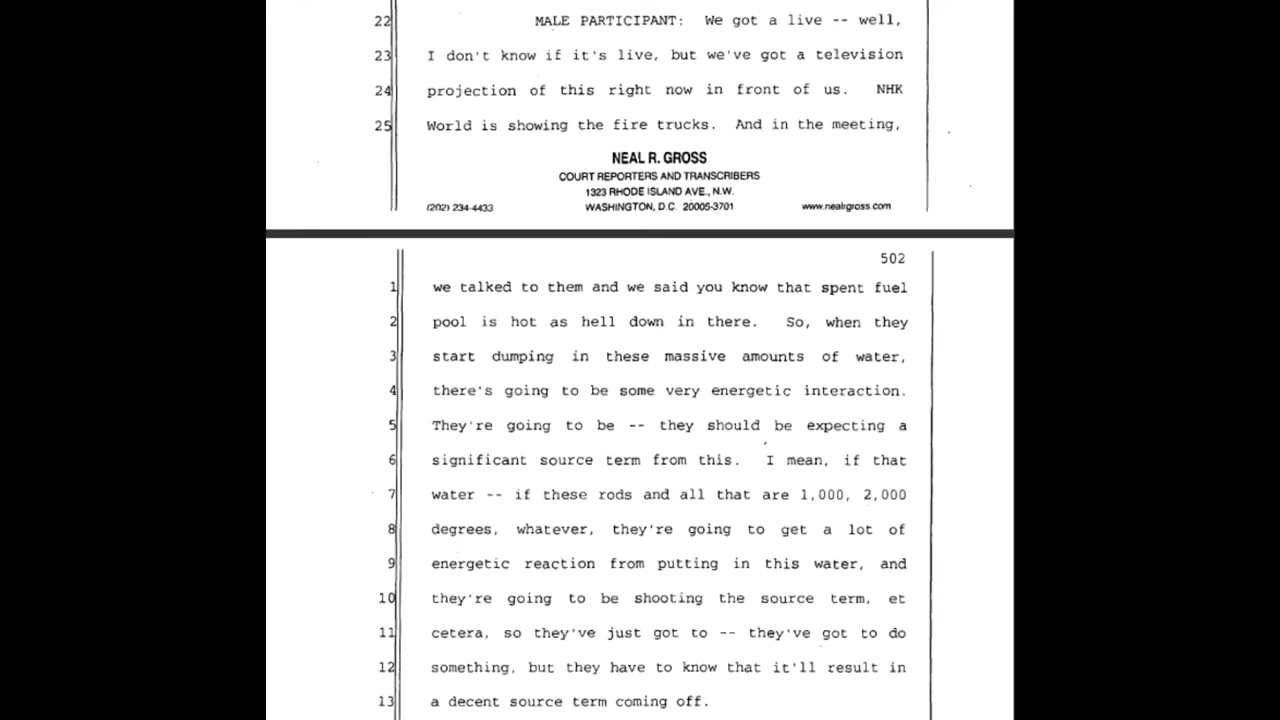 22 MALE PARTICIPANT: We got a live -- well,
23 I don't know if it's live, but we've got a television
24 projection of this right now in front of us. NHK
25 World is showing the fire trucks. And in the meeting,
NEAL R. GROSS
COURT REPORTERS AND TRANSCRIBERS
1323 RHODE ISLAND AVE., N.W.
(202) 234-4433 WASHINGTON, D.C. 20005-3701 www.nealrgross.com
502
1 we talked to them and we said you know that spent fuel
2 pool is hot as hell down in there. So, when they
3 start dumping in these massive amounts of water,
4 there's going to be some very energetic interaction.
5 They're going to be -- they should be expecting a
6 significant source term from this. I mean, if that
7 water -- if these rods and all that are 1,000, 2,000
8 degrees, whatever, they're going to get a lot of
9 energetic reaction from putting in this water, and
10 they're going to be shooting the source term, et
11 cetera, so they've just got to -- they've got to do
12 something, but they have to know that it'll result in
13 a decent source term coming off.